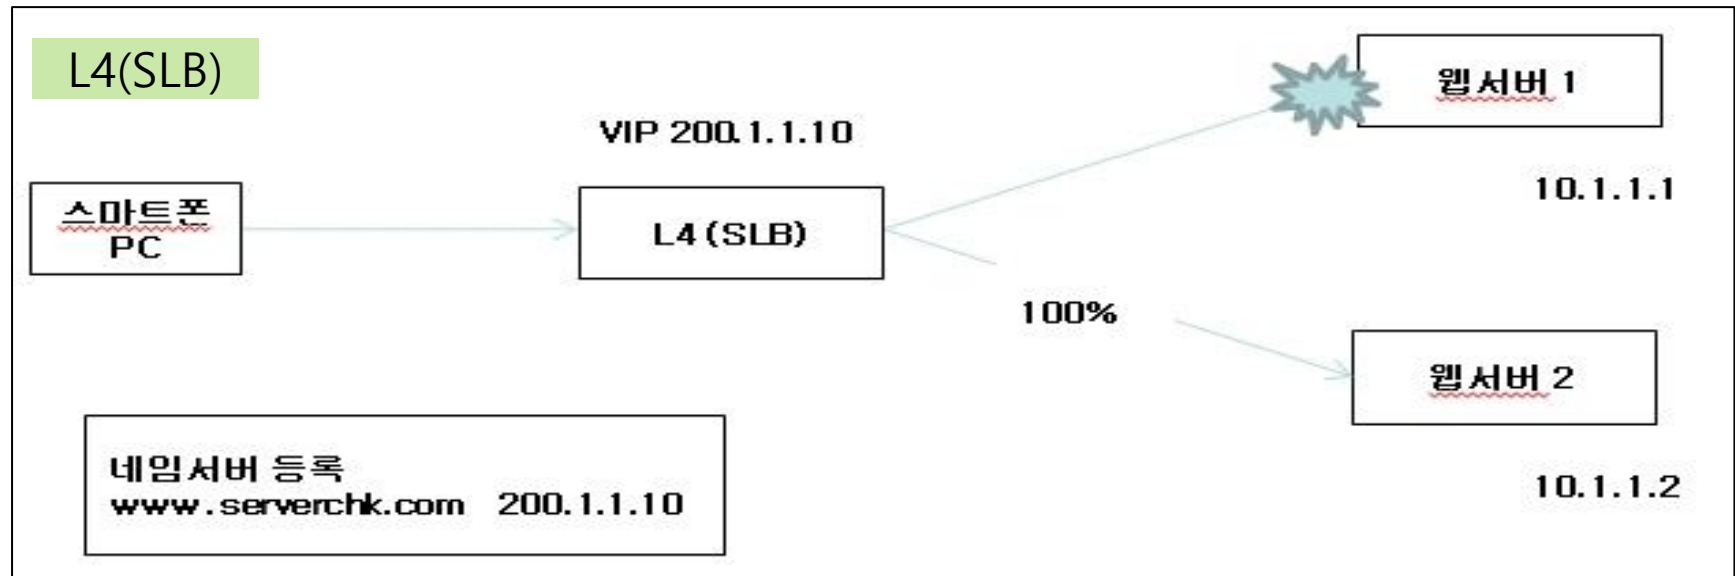 L4(SLB)
VIP 200.1.1.10
스마트폰
PC
L4(SLB)
웹서버 1
10.1.1.1
100%
웹서버 2
10.1.1.2
네임서버 등록
www.serverchk.com 200.1.1.10